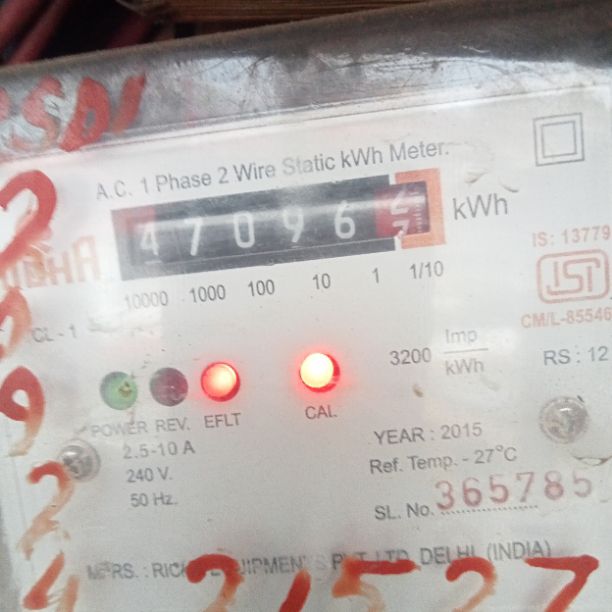 A.C. 1 Phase 2 Wire Static kWh Meter.
47096 kWh
10000 1000 100 10 1 1/10
IS: 13779
ISI
CM/L-85546
CL - 1
3200 Imp/kWh
RS: 12
POWER REV. EFLT CAL
2.5-10 A
240 V.
50 Hz.
YEAR : 2015
Ref. Temp. - 27°C
SL. No. 365785
DELHI (INDIA)
21527